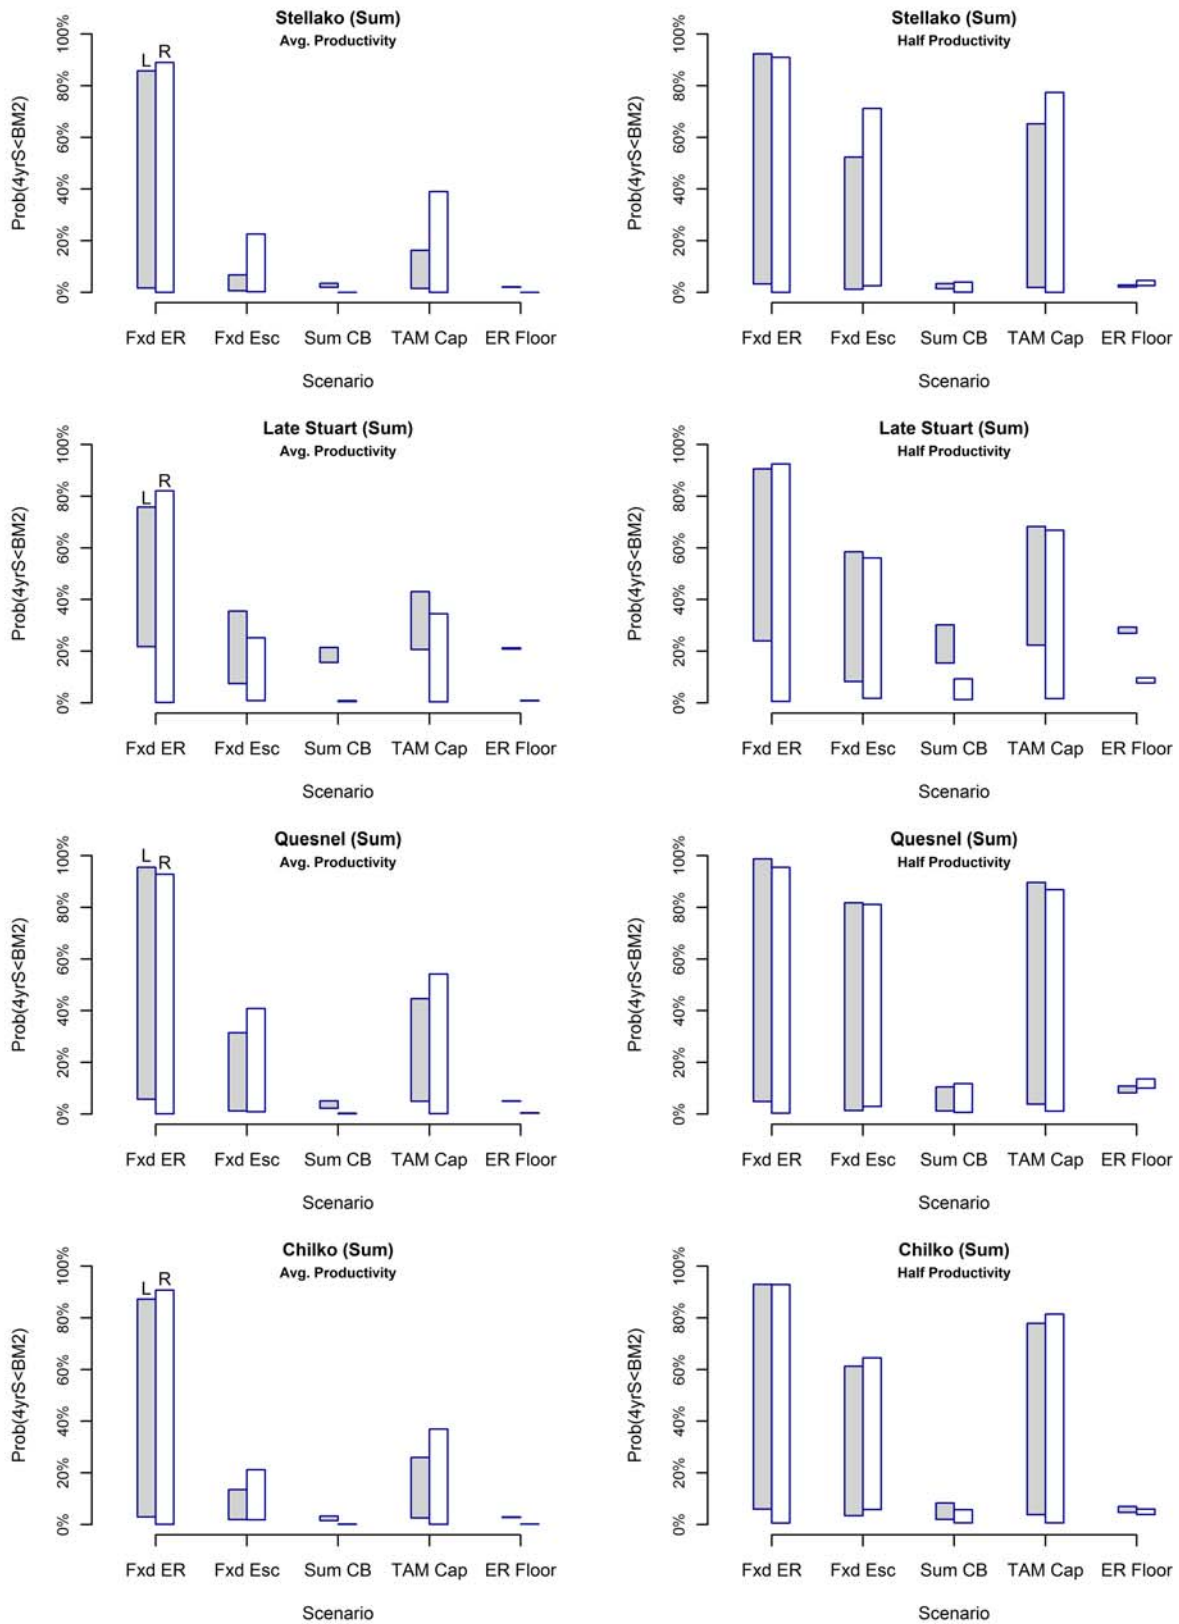 Stellako (Sum)
Avg. Productivity
Prob(4yrS<BM2)
100%
80%
60%
40%
20%
0%
L R
Fxd ER Fxd Esc Sum CB TAM Cap ER Floor
Scenario
Stellako (Sum)
Half Productivity
Prob(4yrS<BM2)
100%
80%
60%
40%
20%
0%
Fxd ER Fxd Esc Sum CB TAM Cap ER Floor
Scenario
Late Stuart (Sum)
Avg. Productivity
Prob(4yrS<BM2)
100%
80%
60%
40%
20%
0%
L R
Fxd ER Fxd Esc Sum CB TAM Cap ER Floor
Scenario
Late Stuart (Sum)
Half Productivity
Prob(4yrS<BM2)
100%
80%
60%
40%
20%
0%
Fxd ER Fxd Esc Sum CB TAM Cap ER Floor
Scenario
Quesnel (Sum)
Avg. Productivity
Prob(4yrS<BM2)
100%
80%
60%
40%
20%
0%
L R
Fxd ER Fxd Esc Sum CB TAM Cap ER Floor
Scenario
Quesnel (Sum)
Half Productivity
Prob(4yrS<BM2)
100%
80%
60%
40%
20%
0%
Fxd ER Fxd Esc Sum CB TAM Cap ER Floor
Scenario
Chilko (Sum)
Avg. Productivity
Prob(4yrS<BM2)
100%
80%
60%
40%
20%
0%
L R
Fxd ER Fxd Esc Sum CB TAM Cap ER Floor
Scenario
Chilko (Sum)
Half Productivity
Prob(4yrS<BM2)
100%
80%
60%
40%
20%
0%
Fxd ER Fxd Esc Sum CB TAM Cap ER Floor
Scenario